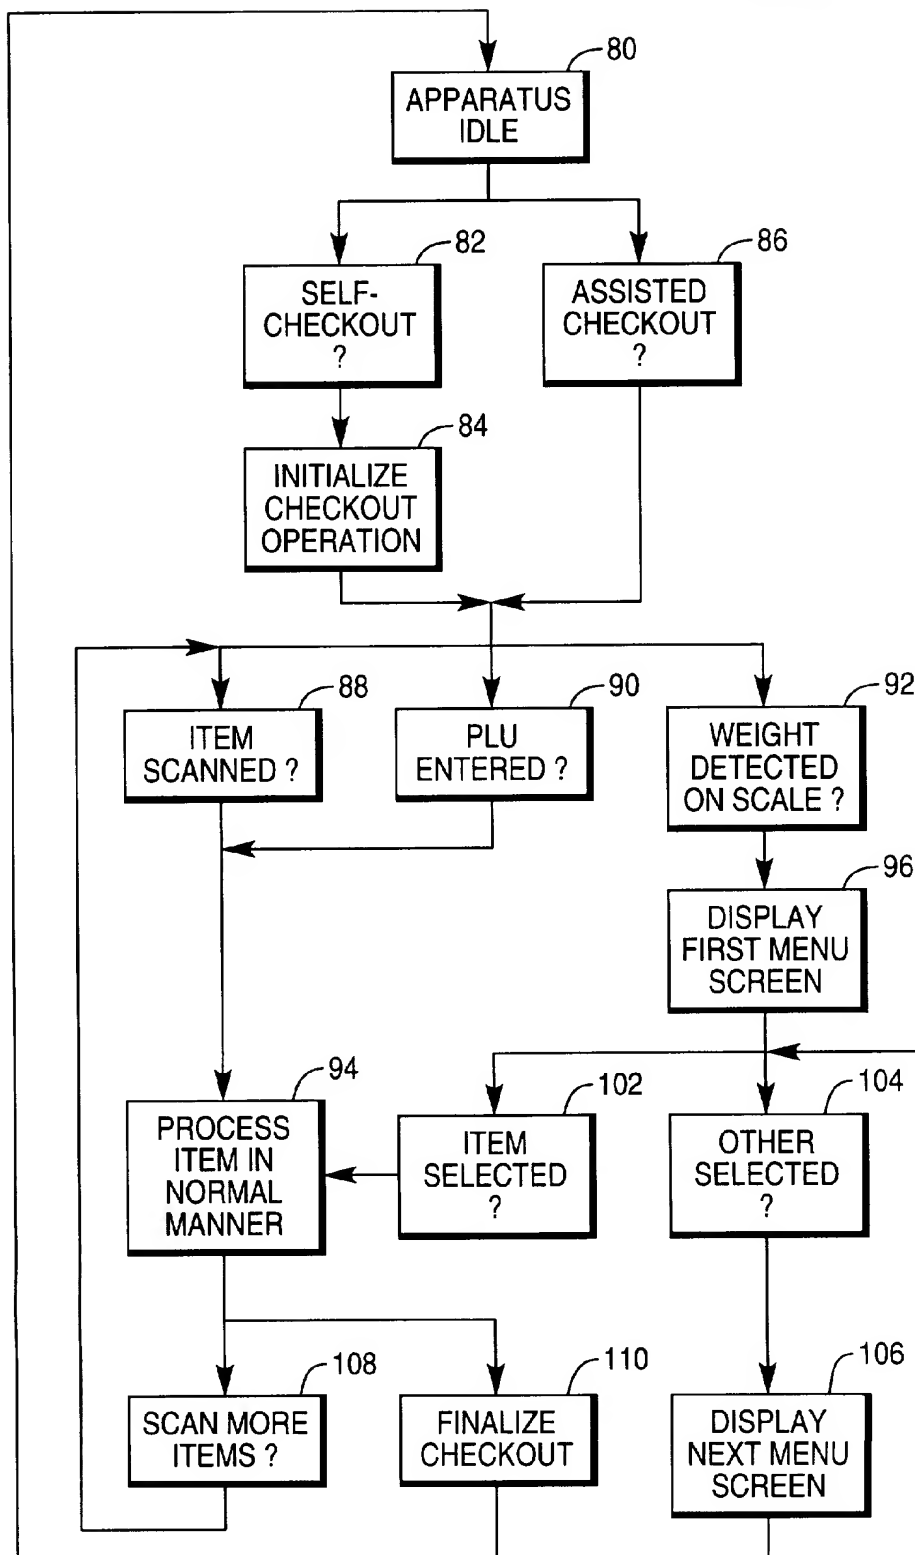 80
APPARATUS
IDLE
82
SELF-
CHECKOUT
?
86
ASSISTED
CHECKOUT
?
84
INITIALIZE
CHECKOUT
OPERATION
88
ITEM
SCANNED ?
90
PLU
ENTERED ?
92
WEIGHT
DETECTED
ON SCALE ?
96
DISPLAY
FIRST MENU
SCREEN
94
PROCESS
ITEM IN
NORMAL
MANNER
102
ITEM
SELECTED
?
104
OTHER
SELECTED
?
108
SCAN MORE
ITEMS ?
110
FINALIZE
CHECKOUT
106
DISPLAY
NEXT MENU
SCREEN